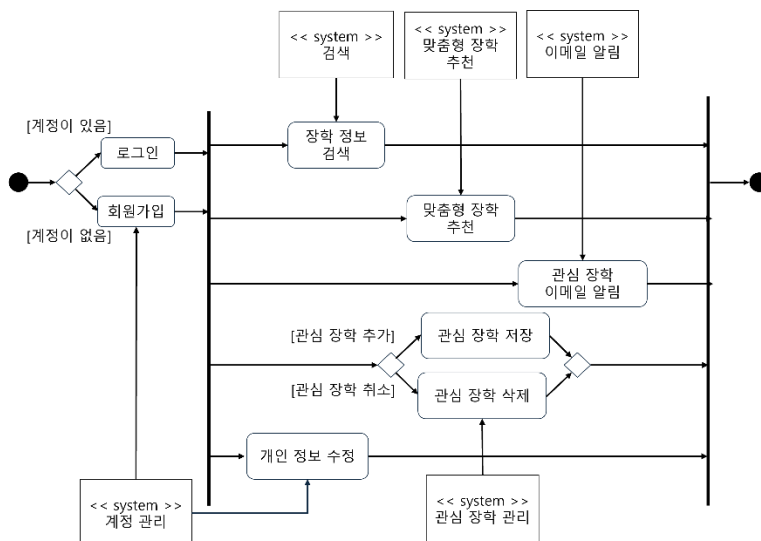 << system >>
검색
<< system >>
맞춤형 장학
추천
<< system >>
이메일 알림
[계정이 있음]
로그인
장학 정보
검색
회원가입
[계정이 없음]
맞춤형 장학
추천
관심 장학
이메일 알림
[관심 장학 추가]
관심 장학 저장
[관심 장학 취소]
관심 장학 삭제
개인 정보 수정
<< system >>
계정 관리
<< system >>
관심 장학 관리